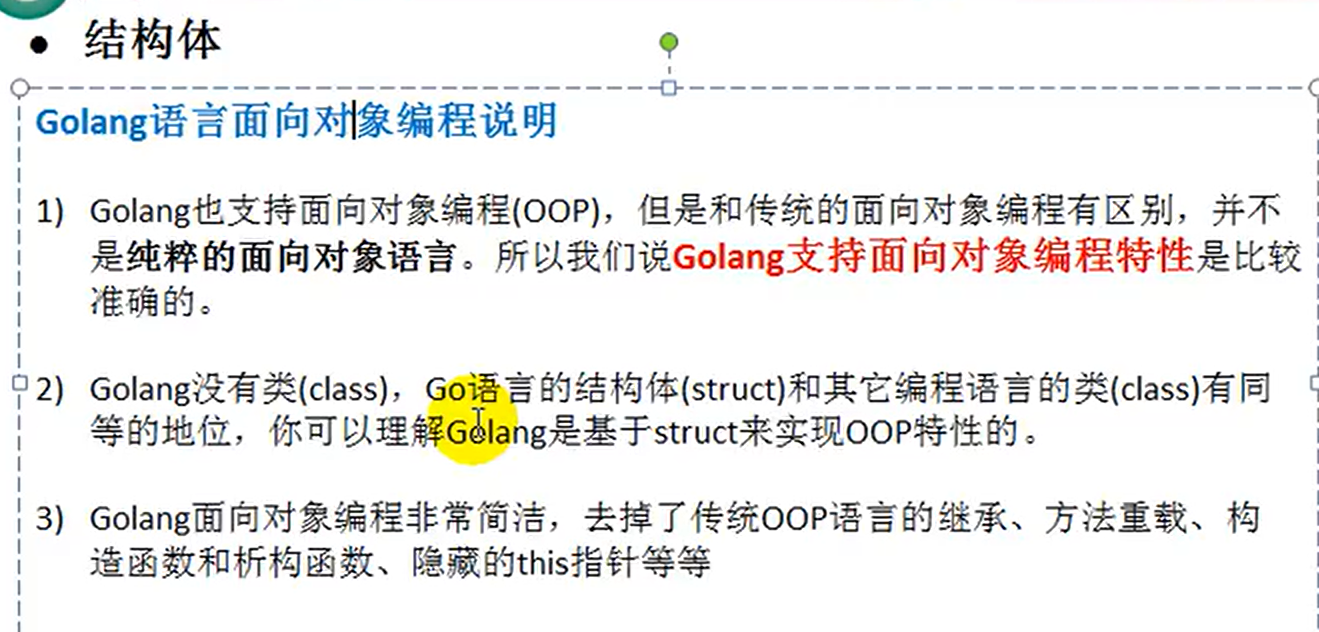 • 结构体
Golang语言面向对象编程说明
1) Golang也支持面向对象编程(OOP)，但是和传统的面向对象编程有区别，并不
是纯粹的面向对象语言。所以我们说Golang支持面向对象编程特性是比较
准确的。
2) Golang没有类(class)，Go语言的结构体(struct)和其它编程语言的类(class)有同
等的地位，你可以理解Golang是基于struct来实现OOP特性的。
3) Golang面向对象编程非常简洁，去掉了传统OOP语言的继承、方法重载、构
造函数和析构函数、隐藏的this指针等等